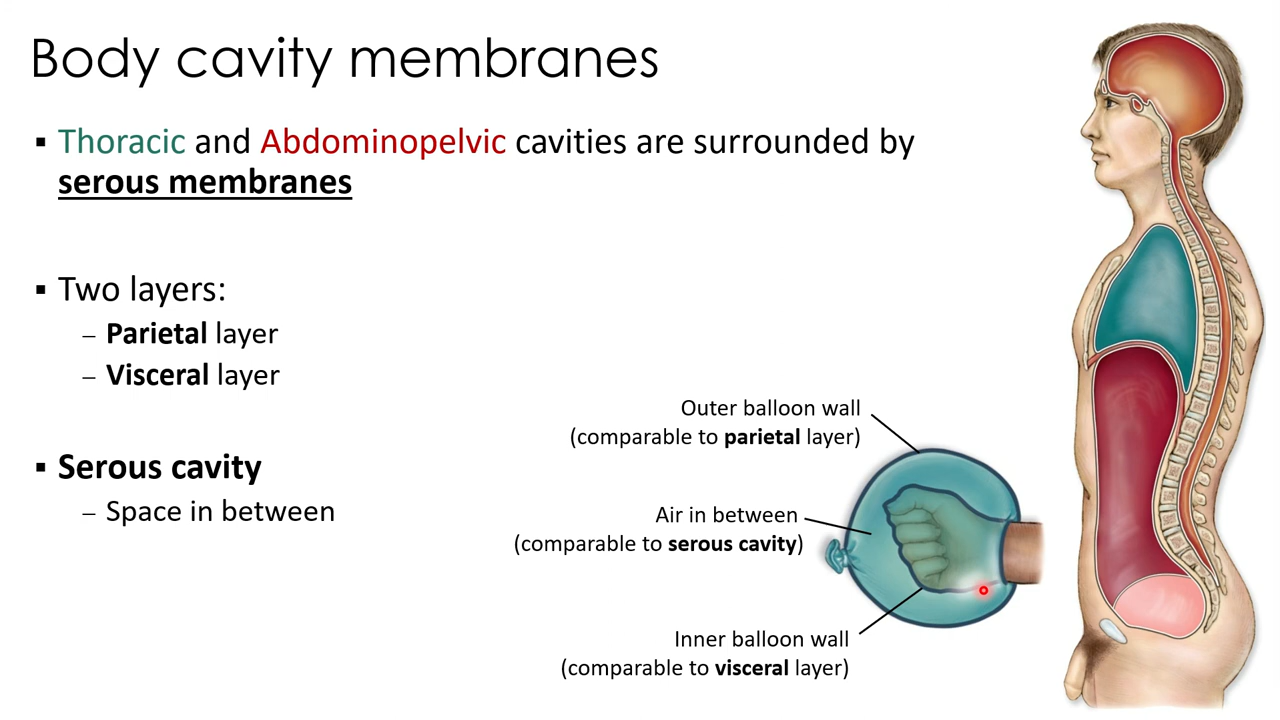 Body cavity membranes
▪ Thoracic and Abdominopelvic cavities are surrounded by
serous membranes
▪ Two layers:
– Parietal layer
– Visceral layer
▪ Serous cavity
– Space in between
Outer balloon wall
(comparable to parietal layer)
Air in between
(comparable to serous cavity)
Inner balloon wall
(comparable to visceral layer)